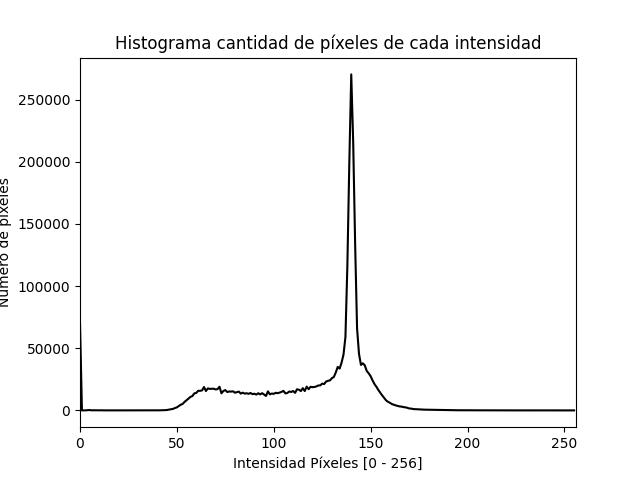 Histograma cantidad de píxeles de cada intensidad
Número de píxeles
250000
200000
150000
100000
50000
0
0 50 100 150 200 250
Intensidad Píxeles [0 - 256]